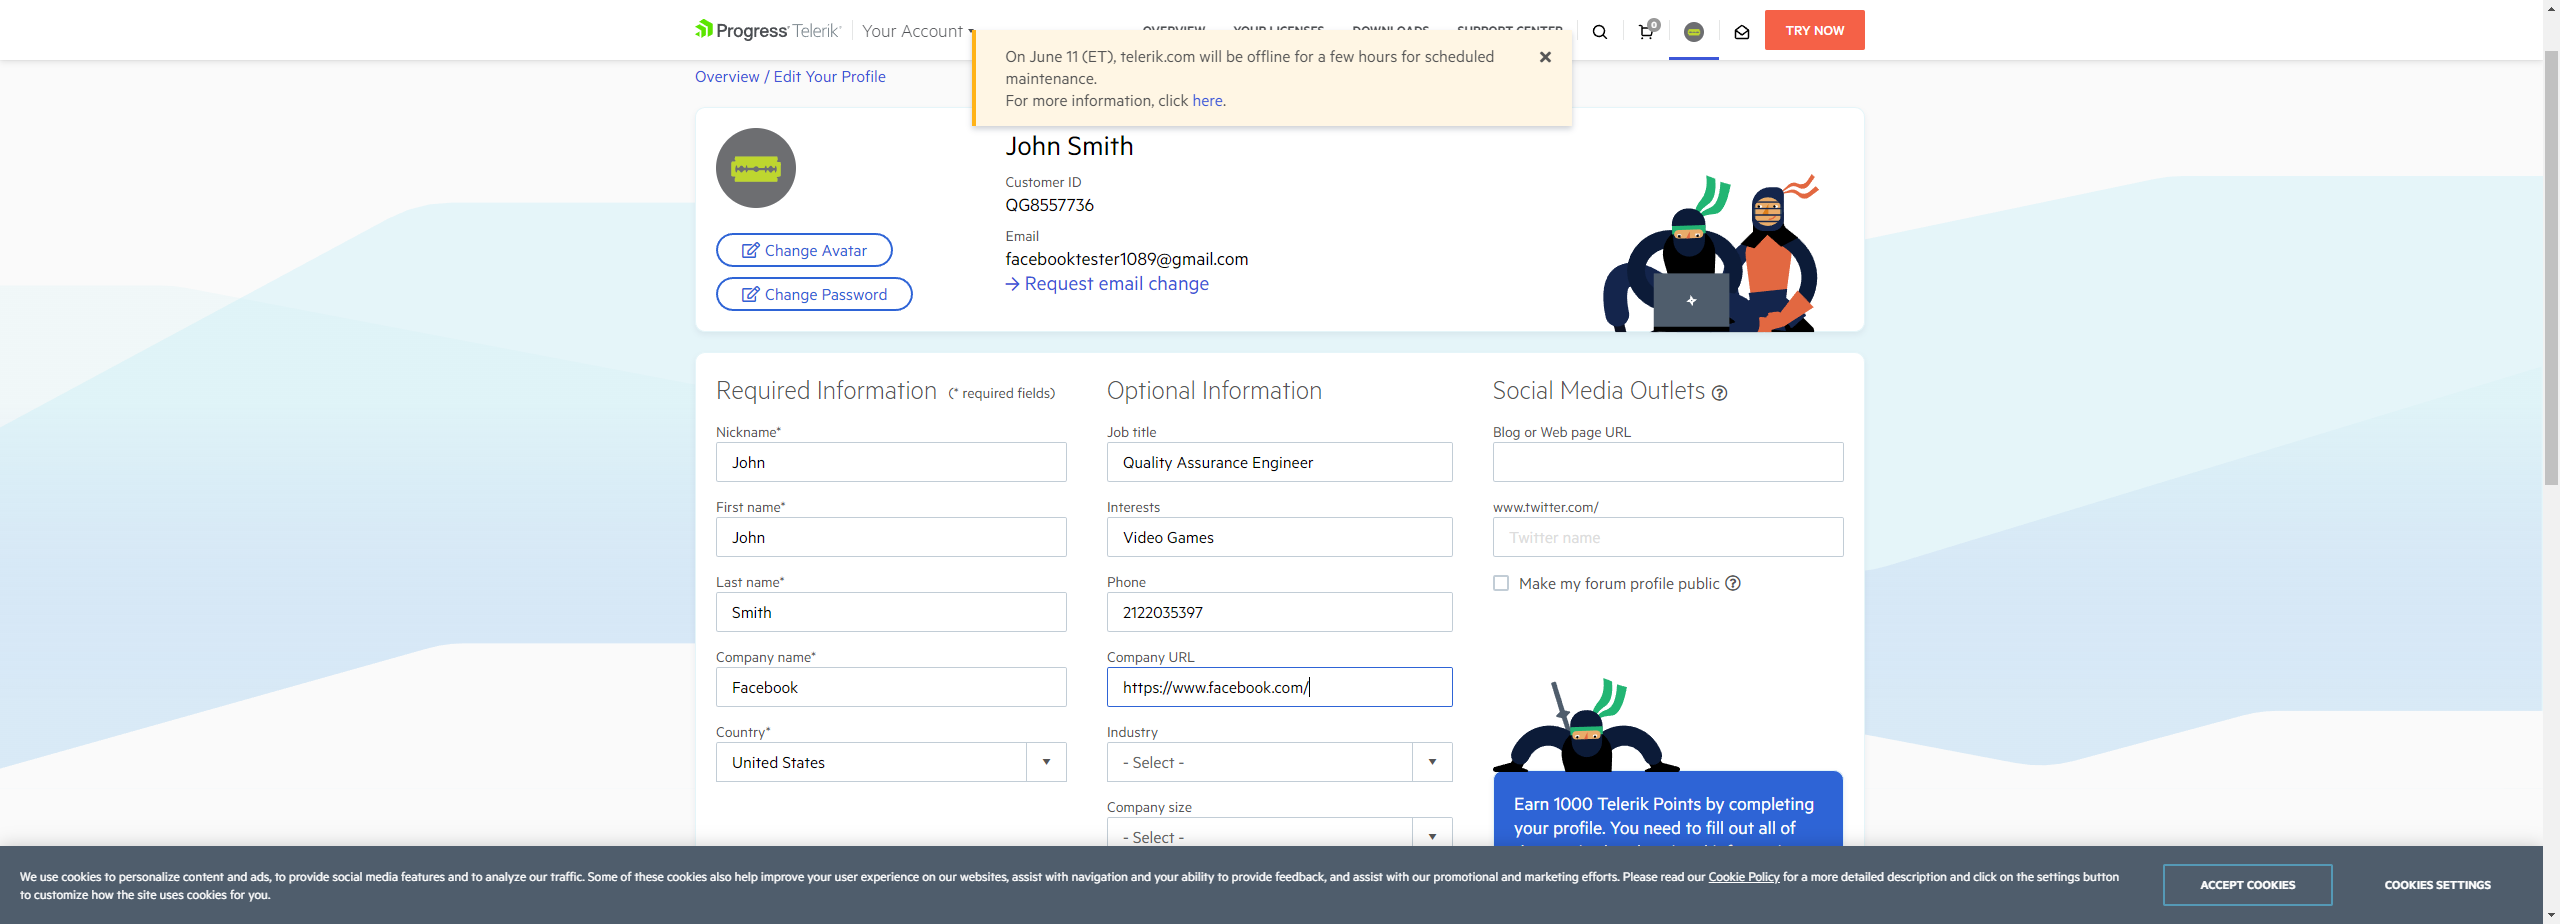 Progress Telerik
Your Account
OVERVIEW
YOUR LICENSES
DOWNLOADS
SUPPORT CENTER
0
TRY NOW
On June 11 (ET), telerik.com will be offline for a few hours for scheduled
maintenance.
For more information, click here.
Overview / Edit Your Profile
John Smith
Customer ID
QG8557736
Email
facebooktester1089@gmail.com
Request email change
Change Avatar
Change Password
Required Information (* required fields)
Nickname*
John
First name*
John
Last name*
Smith
Company name*
Facebook
Country*
United States
Optional Information
Job title
Quality Assurance Engineer
Interests
Video Games
Phone
2122035397
Company URL
https://www.facebook.com/
Industry
- Select -
Company size
- Select -
Social Media Outlets
Blog or Web page URL
www.twitter.com/
Twitter name
Make my forum profile public
Earn 1000 Telerik Points by completing
your profile. You need to fill out all of
We use cookies to personalize content and ads, to provide social media features and to analyze our traffic. Some of these cookies also help improve your user experience on our websites, assist with navigation and your ability to provide feedback, and assist with our promotional and marketing efforts. Please read our Cookie Policy for a more detailed description and click on the settings button
to customize how the site uses cookies for you.
ACCEPT COOKIES
COOKIES SETTINGS